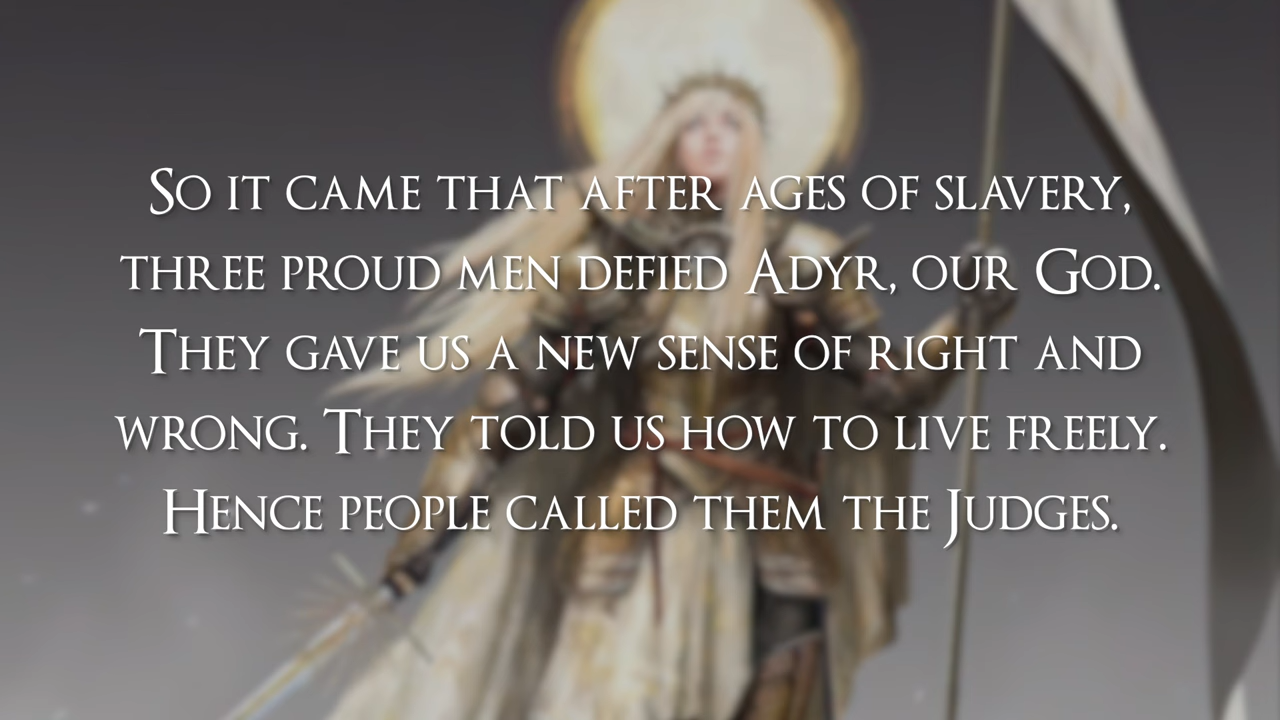 So it came that after ages of slavery,
three proud men defied Adyr, our God.
They gave us a new sense of right and
wrong. They told us how to live freely.
Hence people called them the Judges.